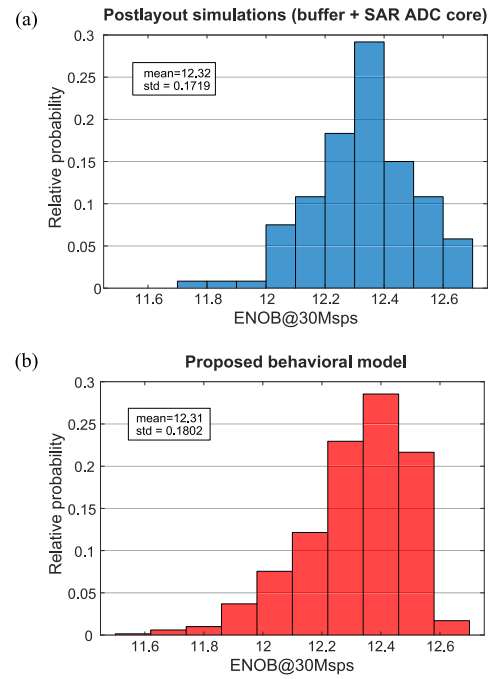 (a)
Postlayout simulations (buffer + SAR ADC core)
mean=12.32
std = 0.1719
Relative probability
0.3
0.25
0.2
0.15
0.1
0.05
0
11.6 11.8 12 12.2 12.4 12.6
ENOB@30Msps
(b)
Proposed behavioral model
mean=12.31
std = 0.1802
Relative probability
0.3
0.25
0.2
0.15
0.1
0.05
0
11.6 11.8 12 12.2 12.4 12.6
ENOB@30Msps